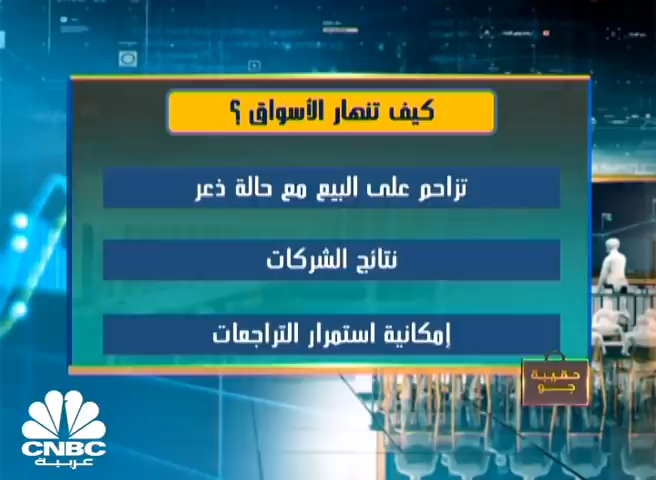 كيف تنهار الأسواق ؟
تزاحم على البيع مع حالة ذعر
نتائج الشركات
إمكانية استمرار التراجعات
حقيبة
جو
CNBC
عربية